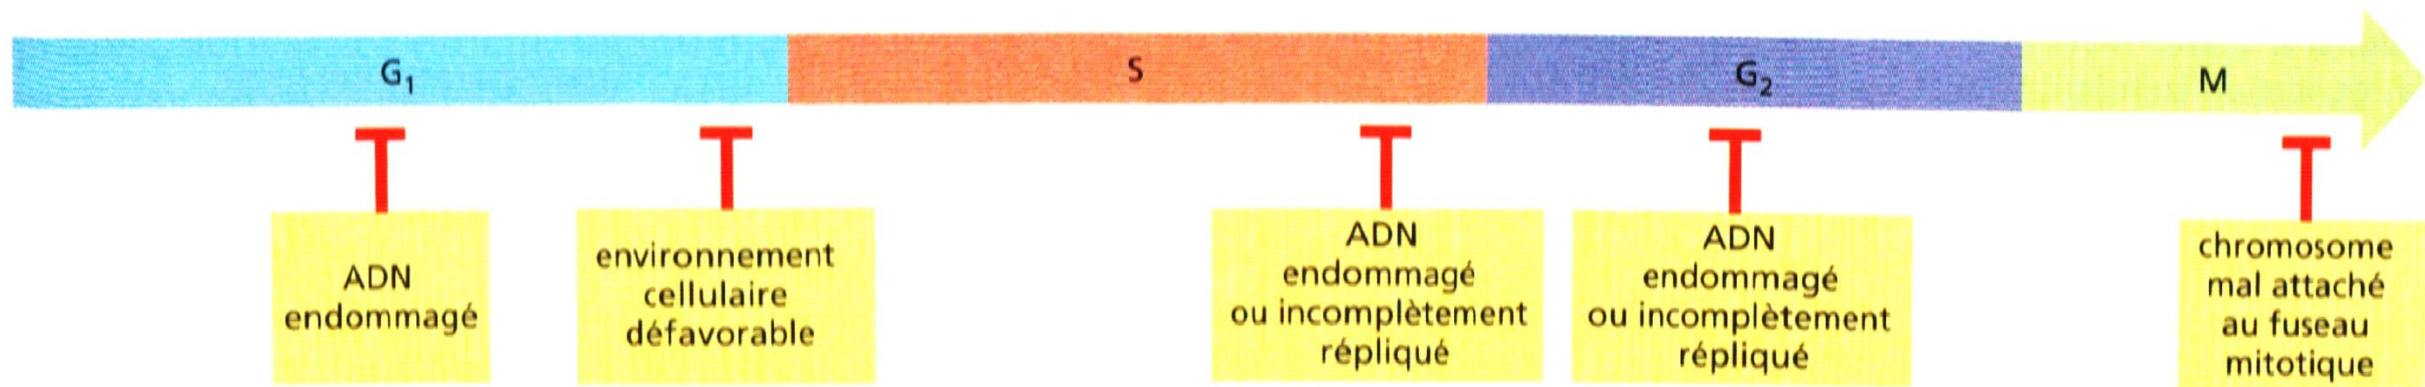 G₁
S
G₂
M
ADN
endommagé
environnement
cellulaire
défavorable
ADN
endommagé
ou incomplètement
répliqué
ADN
endommagé
ou incomplètement
répliqué
chromosome
mal attaché
au fuseau
mitotique